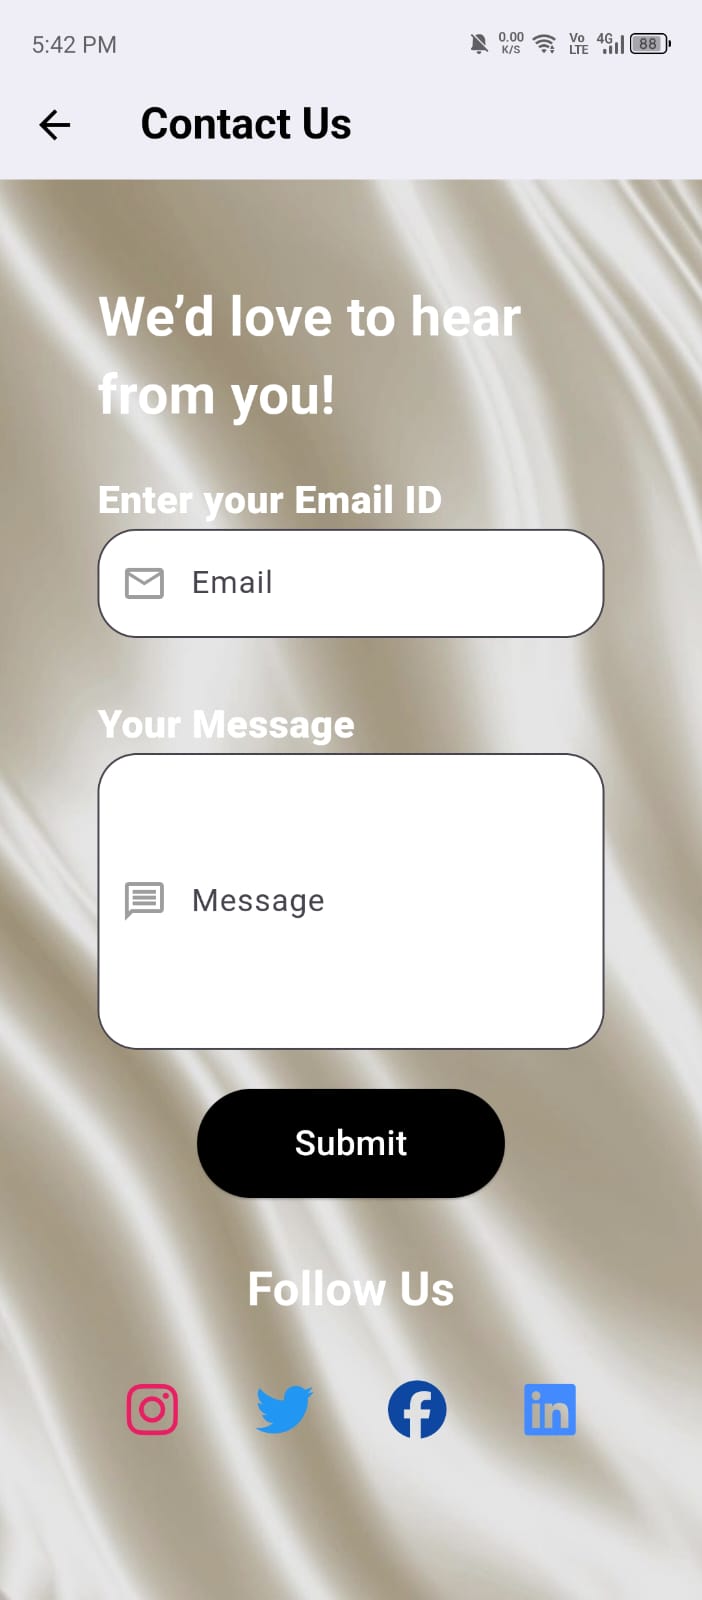 5:42 PM
0.00
K/S
Vo
LTE
4G
88
Contact Us
We’d love to hear
from you!
Enter your Email ID
Email
Your Message
Message
Submit
Follow Us
in